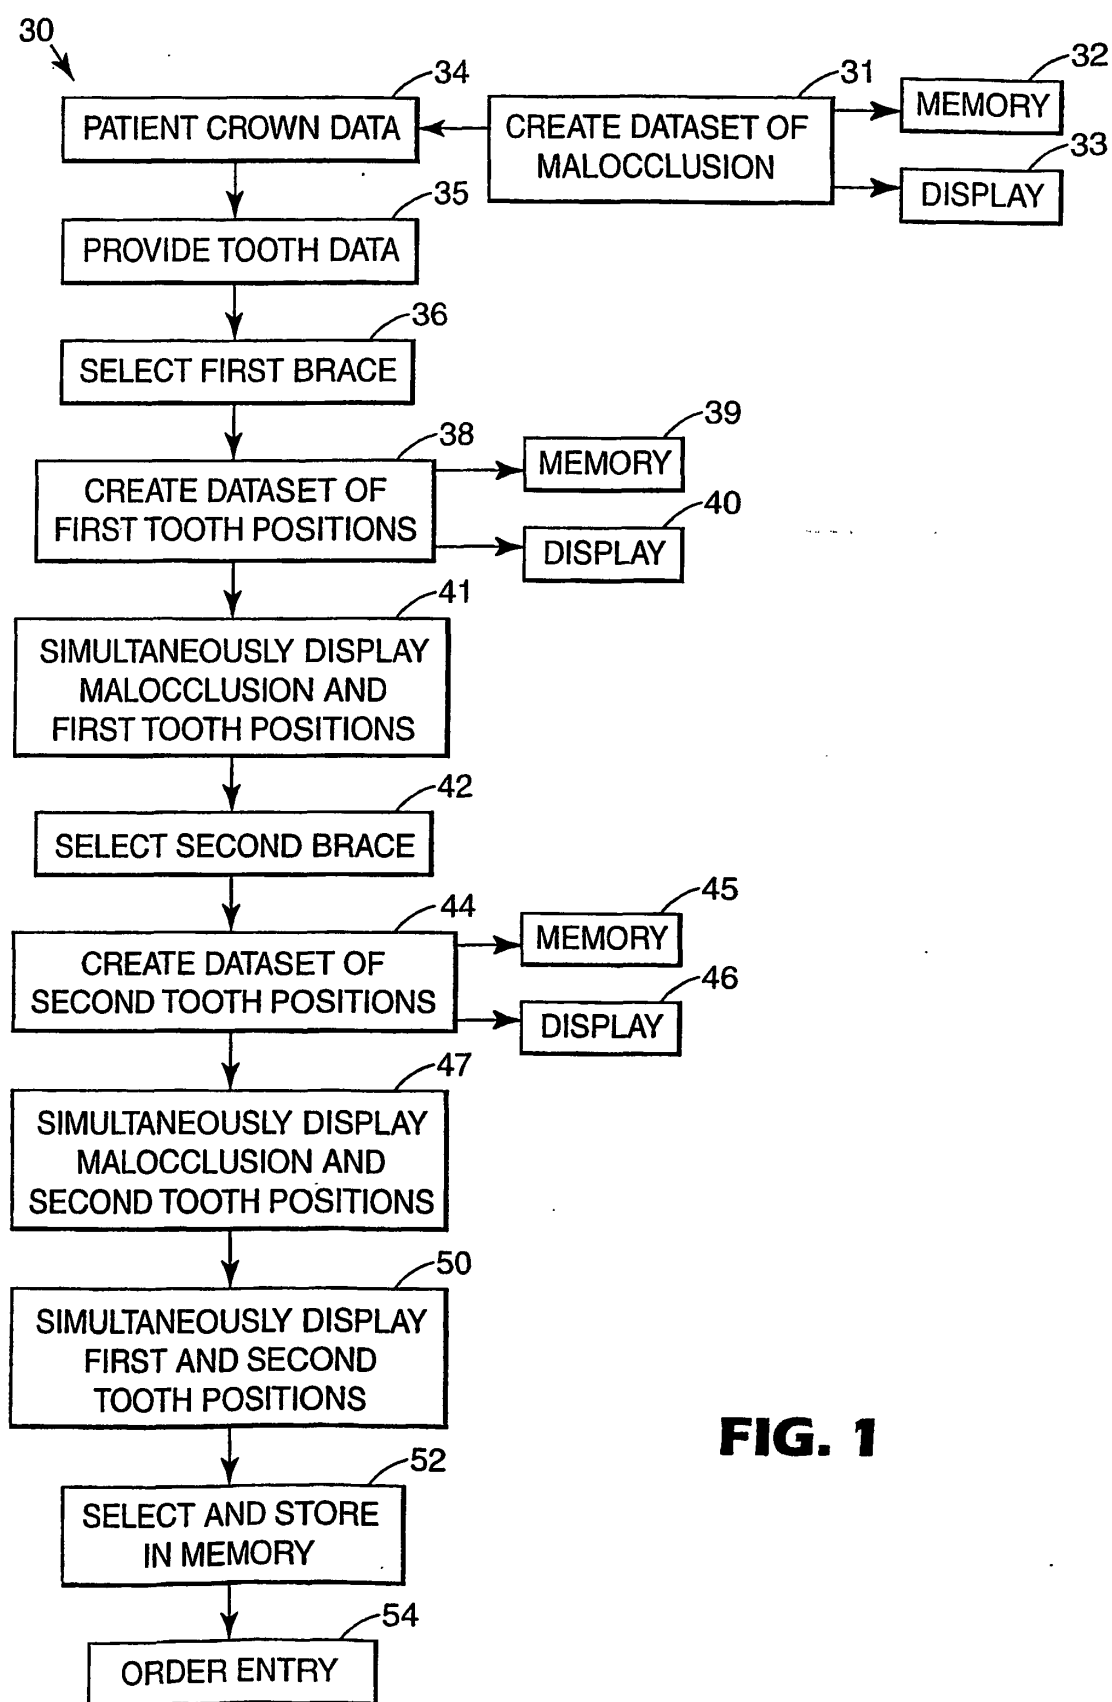 30
34
PATIENT CROWN DATA
31
CREATE DATASET OF
MALOCCLUSION
32
MEMORY
33
DISPLAY
35
PROVIDE TOOTH DATA
36
SELECT FIRST BRACE
38
CREATE DATASET OF
FIRST TOOTH POSITIONS
39
MEMORY
40
DISPLAY
41
SIMULTANEOUSLY DISPLAY
MALOCCLUSION AND
FIRST TOOTH POSITIONS
42
SELECT SECOND BRACE
44
CREATE DATASET OF
SECOND TOOTH POSITIONS
45
MEMORY
46
DISPLAY
47
SIMULTANEOUSLY DISPLAY
MALOCCLUSION AND
SECOND TOOTH POSITIONS
50
SIMULTANEOUSLY DISPLAY
FIRST AND SECOND
TOOTH POSITIONS
52
SELECT AND STORE
IN MEMORY
54
ORDER ENTRY
FIG. 1